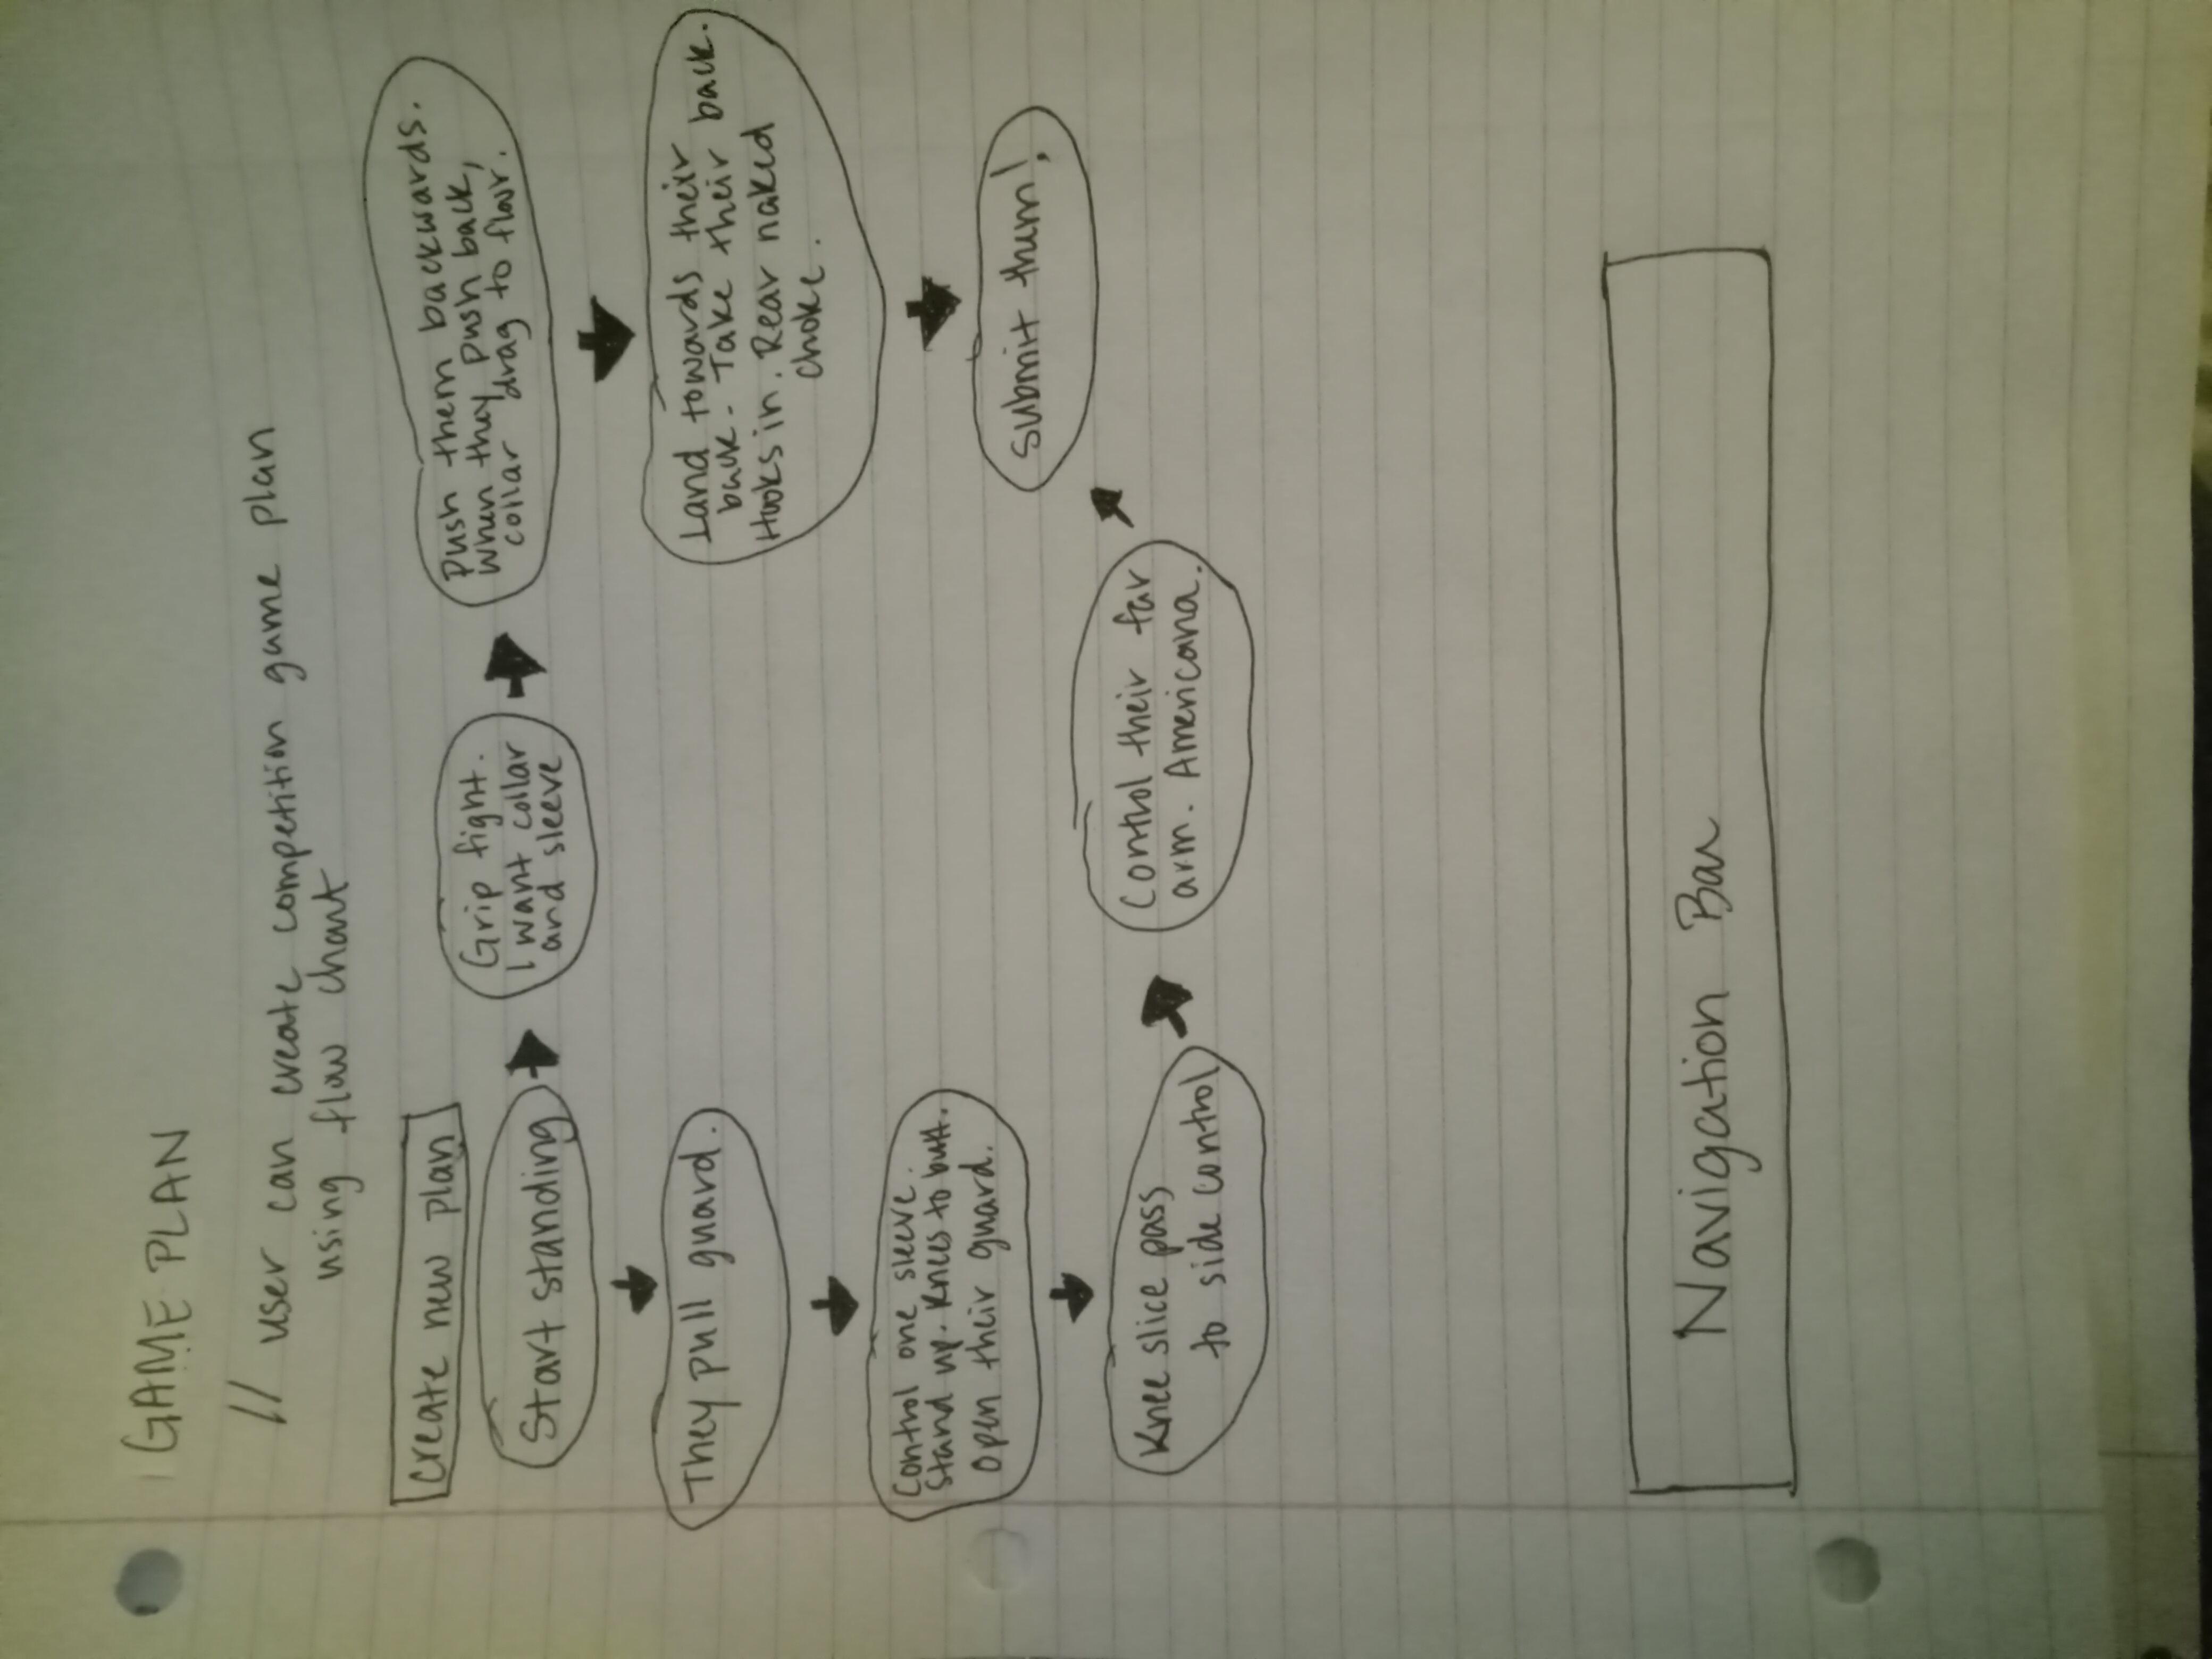 GAME PLAN
// user can create competition game plan
using flow chart
create new plan
Start standing
Grip fight.
I want collar
and sleeve
Push them backwards.
when they push back,
collar drag to floor.
They pull guard.
Land towards their
back. Take their back.
Hooks in. Rear naked
choke.
Control one sleeve.
Stand up. Knees to butt.
Open their guard.
Submit them!
Knee slice pass
to side control
Control their far
arm. Americana.
Navigation Bar